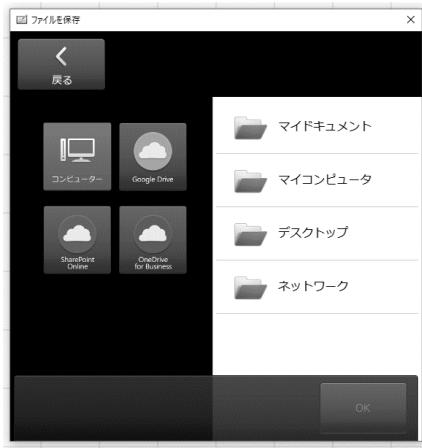 ファイルを保存
戻る
コンピューター
Google Drive
SharePoint
Online
OneDrive
for Business
マイドキュメント
マイコンピュータ
デスクトップ
ネットワーク
OK